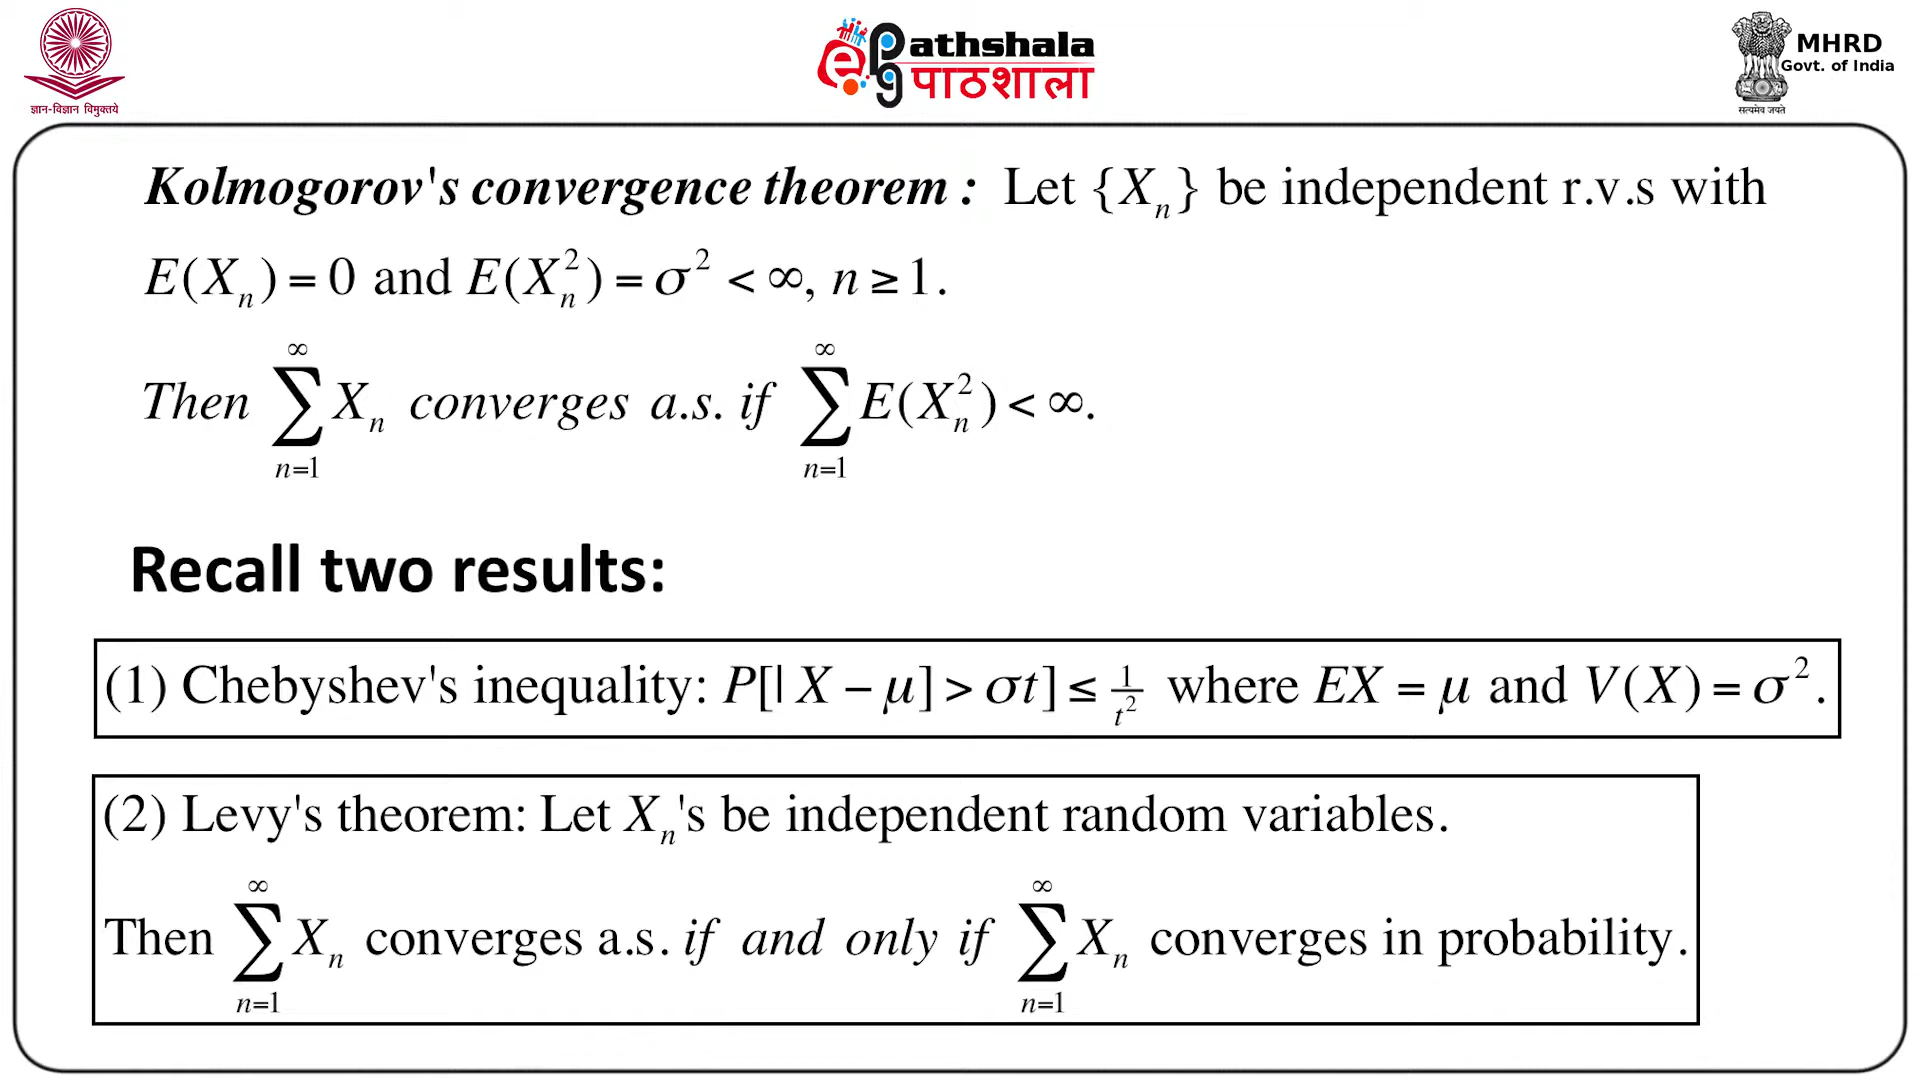 ज्ञान-विज्ञान विमुक्तये
e
PG
athshala
पाठशाला
MHRD
Govt. of India
सत्यमेव जयते
Kolmogorov's convergence theorem : Let {Xₙ} be independent r.v.s with
E(Xₙ) = 0 and E(Xₙ²) = σ² < ∞, n ≥ 1.
Then ∑_{n=1}^{∞} Xₙ converges a.s. if ∑_{n=1}^{∞} E(Xₙ²) < ∞.
Recall two results:
(1) Chebyshev's inequality: P[| X − μ] > σt] ≤ 1/t² where EX = μ and V(X) = σ².
(2) Levy's theorem: Let Xₙ's be independent random variables.
Then ∑_{n=1}^{∞} Xₙ converges a.s. if and only if ∑_{n=1}^{∞} Xₙ converges in probability.